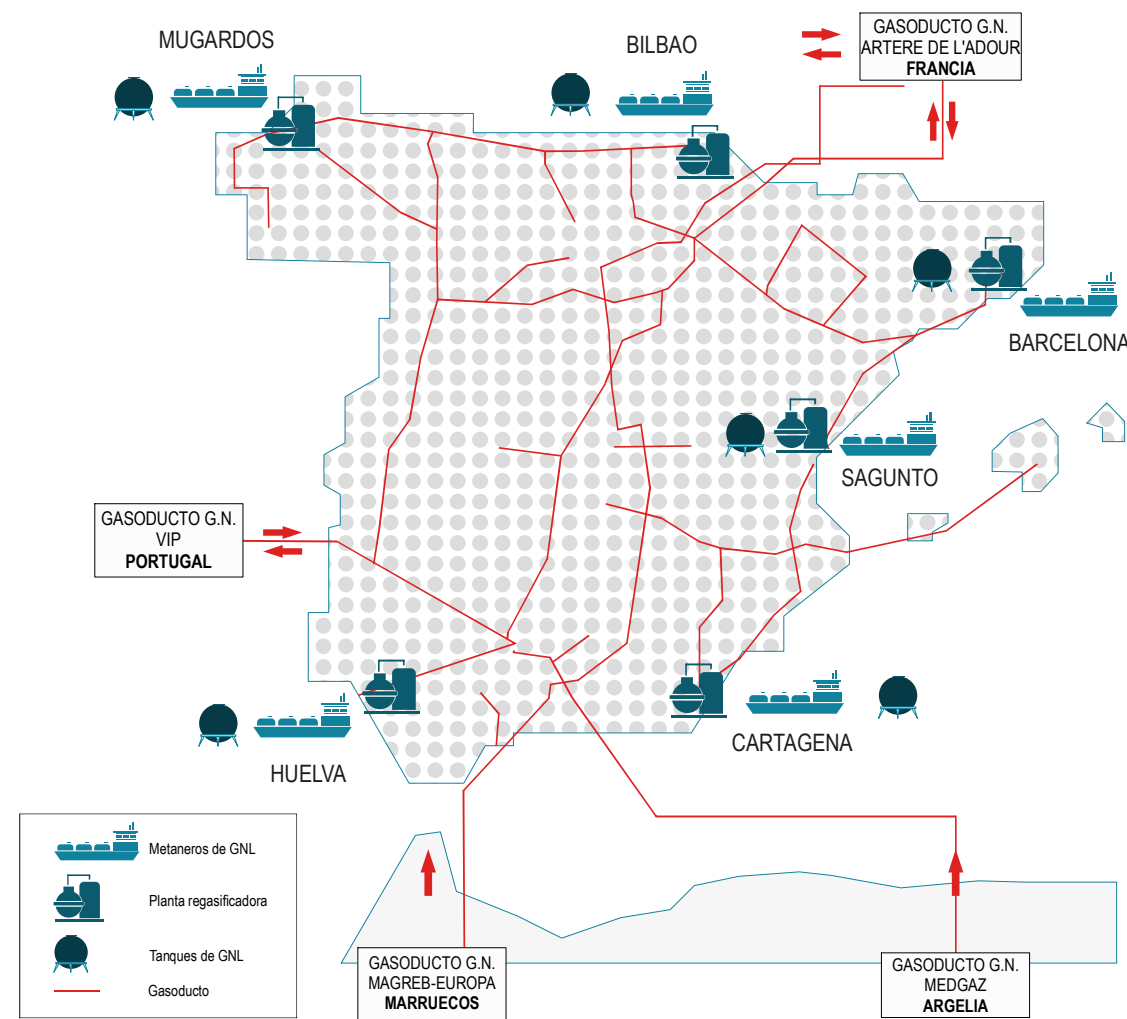 MUGARDOS
BILBAO
GASODUCTO G.N.
ARTERE DE L'ADOUR
FRANCIA
BARCELONA
SAGUNTO
GASODUCTO G.N.
VIP
PORTUGAL
CARTAGENA
HUELVA
Metaneros de GNL
Planta regasificadora
Tanques de GNL
Gasoducto
GASODUCTO G.N.
MAGREB-EUROPA
MARRUECOS
GASODUCTO G.N.
MEDGAZ
ARGELIA